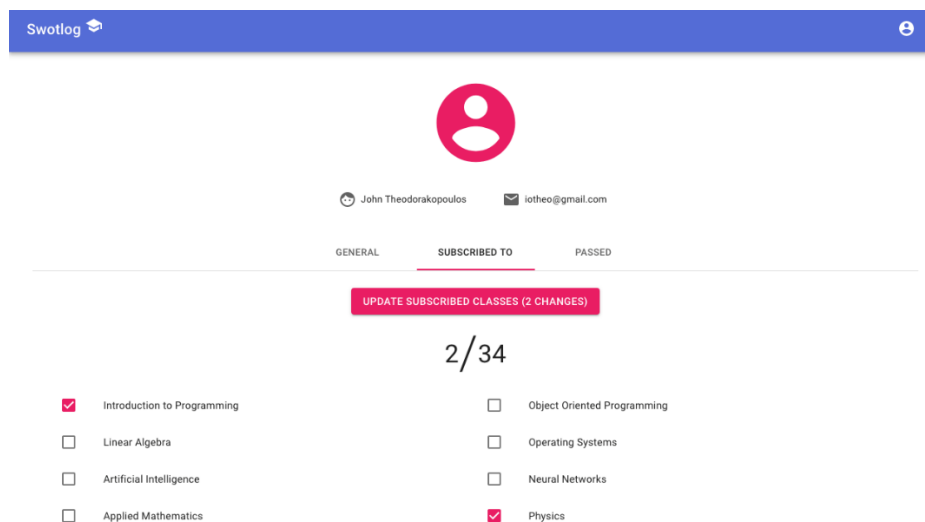 Swotlog
John Theodorakopoulos iotheo@gmail.com
GENERAL SUBSCRIBED TO PASSED
UPDATE SUBSCRIBED CLASSES (2 CHANGES)
2/34
Introduction to Programming Object Oriented Programming
Linear Algebra Operating Systems
Artificial Intelligence Neural Networks
Applied Mathematics Physics